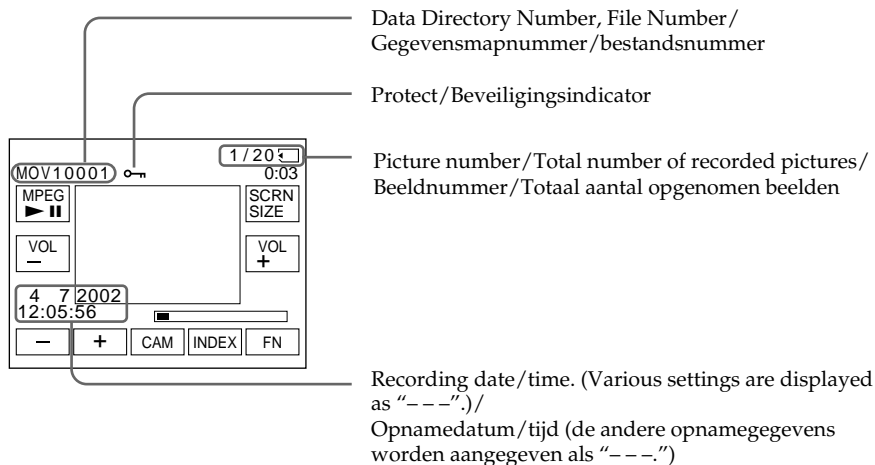 Data Directory Number, File Number/
Gegevensmapnummer/bestandsnummer
Protect/Beveiligingsindicator
1/20
MOV10001
0:03
Picture number/Total number of recorded pictures/
Beeldnummer/Totaal aantal opgenomen beelden
MPEG
SCRN
SIZE
VOL
–
VOL
+
4 7 2002
12:05:56
– + CAM INDEX FN
Recording date/time. (Various settings are displayed
as “– – –”.)/
Opnamedatum/tijd (de andere opnamegegevens
worden aangegeven als “– – –.”)